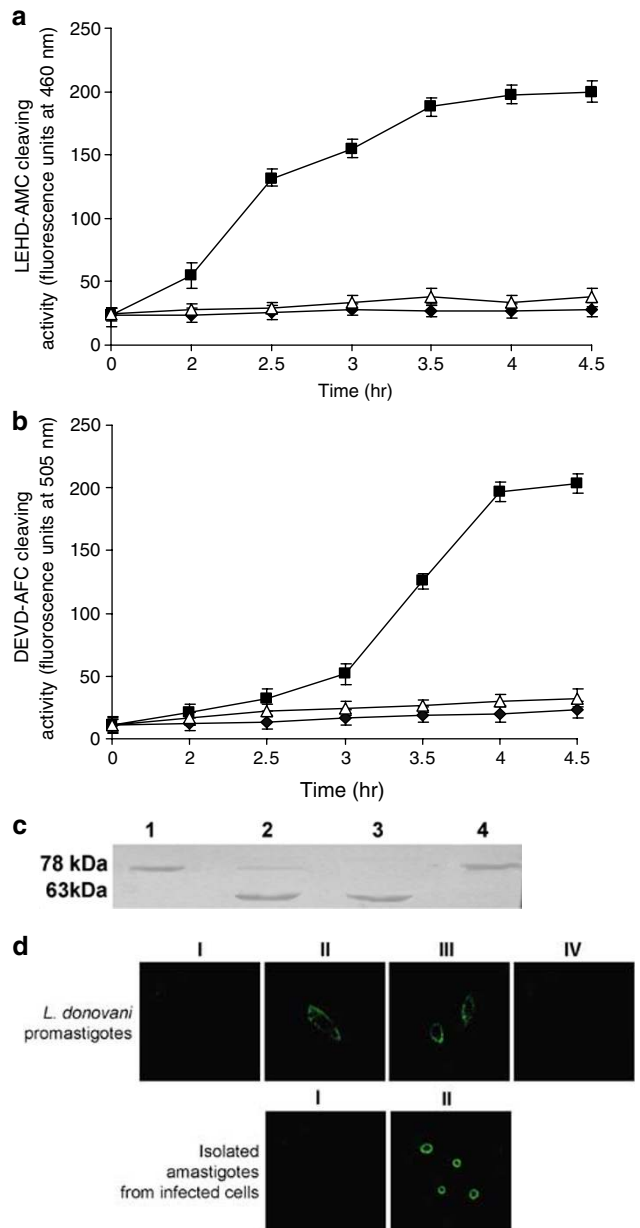 a
LEHD-AMC cleaving
activity (fluorescence units at 460 nm)
250
200
150
100
50
0
0 2 2.5 3 3.5 4 4.5
Time (hr)
b
DEVD-AFC cleaving
activity (fluoroscence units at 505 nm)
250
200
150
100
50
0
0 2 2.5 3 3.5 4 4.5
Time (hr)
c
1 2 3 4
78 kDa
63kDa
d
I II III IV
L. donovani
promastigotes
I II
Isolated
amastigotes
from infected cells